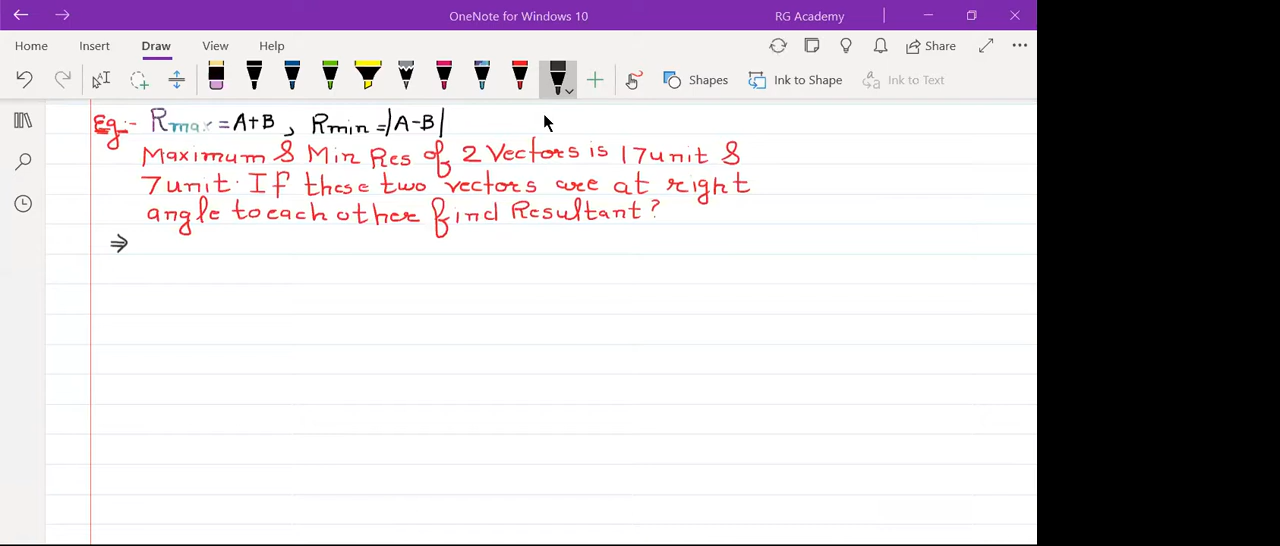 OneNote for Windows 10
RG Academy
Home Insert Draw View Help
Share
Shapes Ink to Shape Ink to Text
Eg:- Rmax = A+B , Rmin = |A-B|
Maximum & Min Res of 2 Vectors is 17unit &
7unit. If these two vectors are at right
angle to each other find Resultant?
⇒